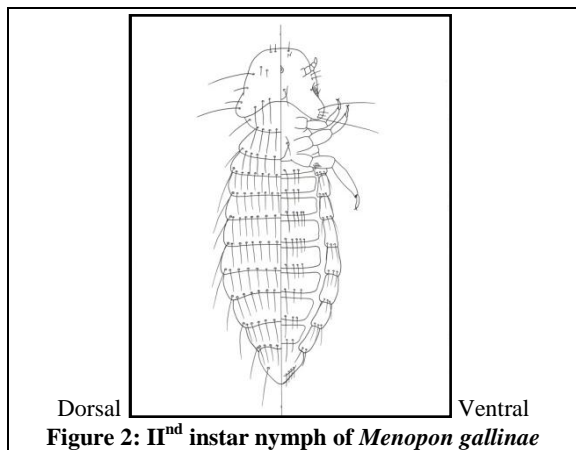 Dorsal Ventral
Figure 2: IInd instar nymph of Menopon gallinae